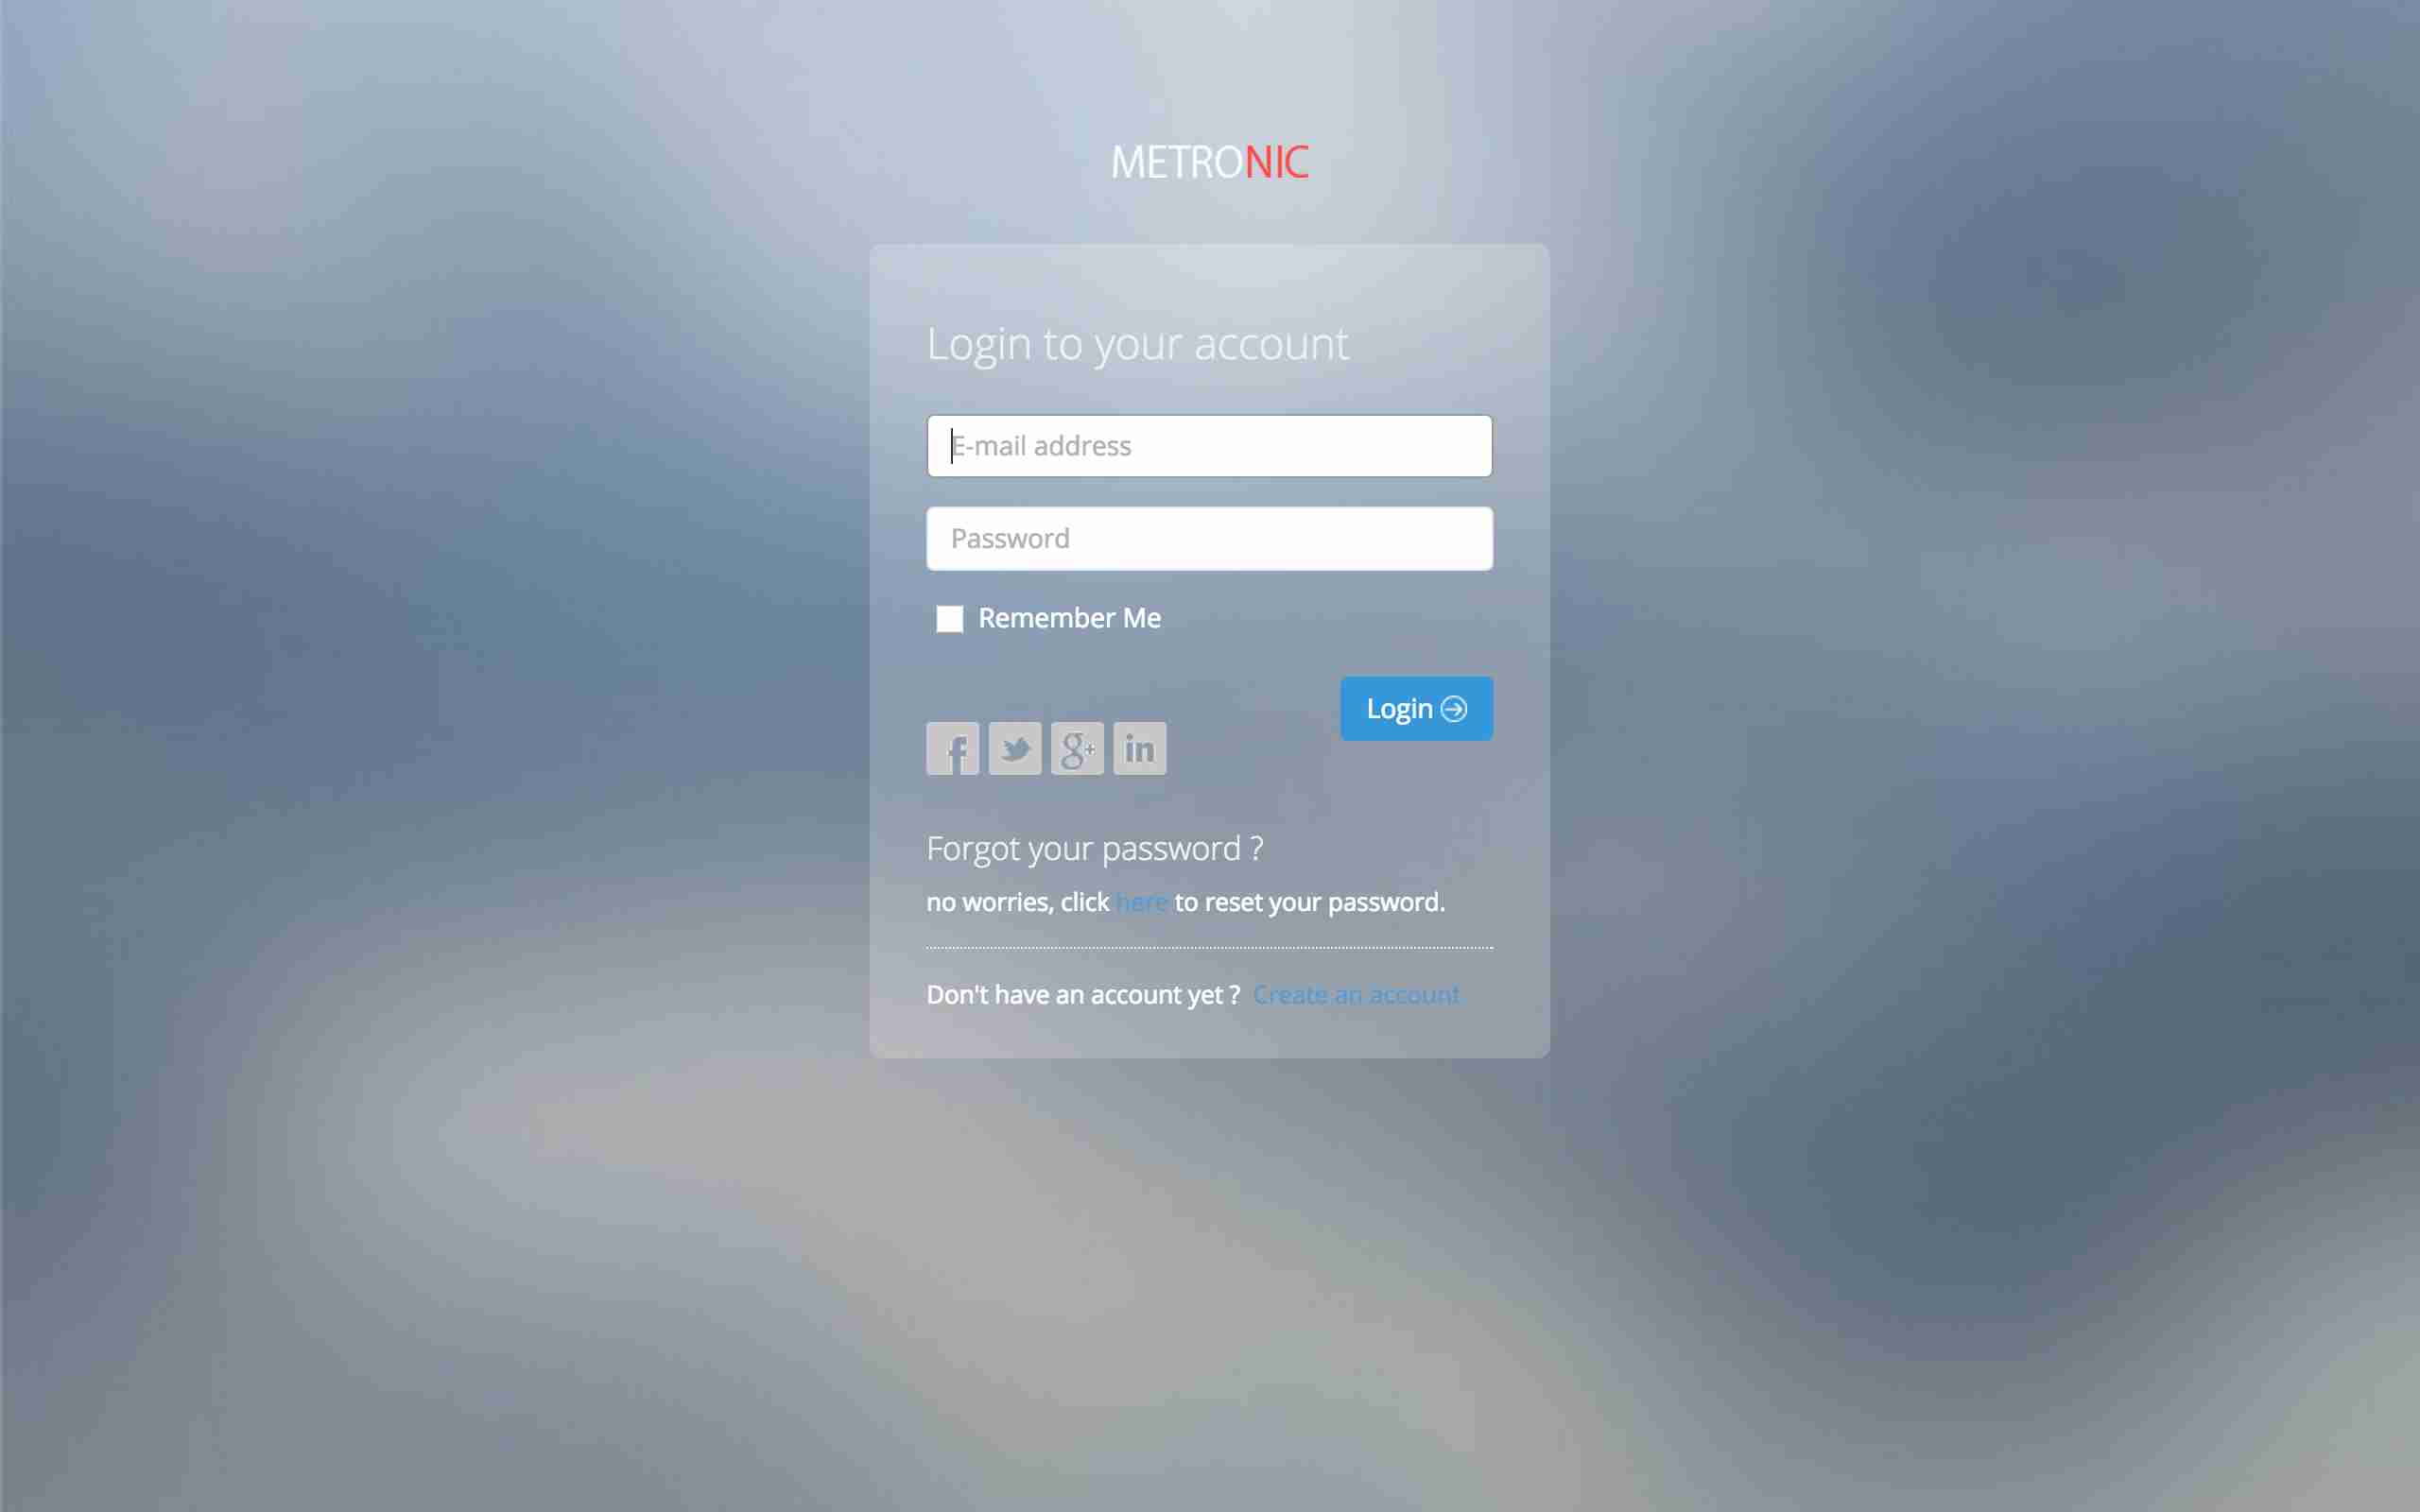 METRONIC
Login to your account
E-mail address
Password
Remember Me
Login
f g+ in
Forgot your password ?
no worries, click here to reset your password.
Don't have an account yet ? Create an account